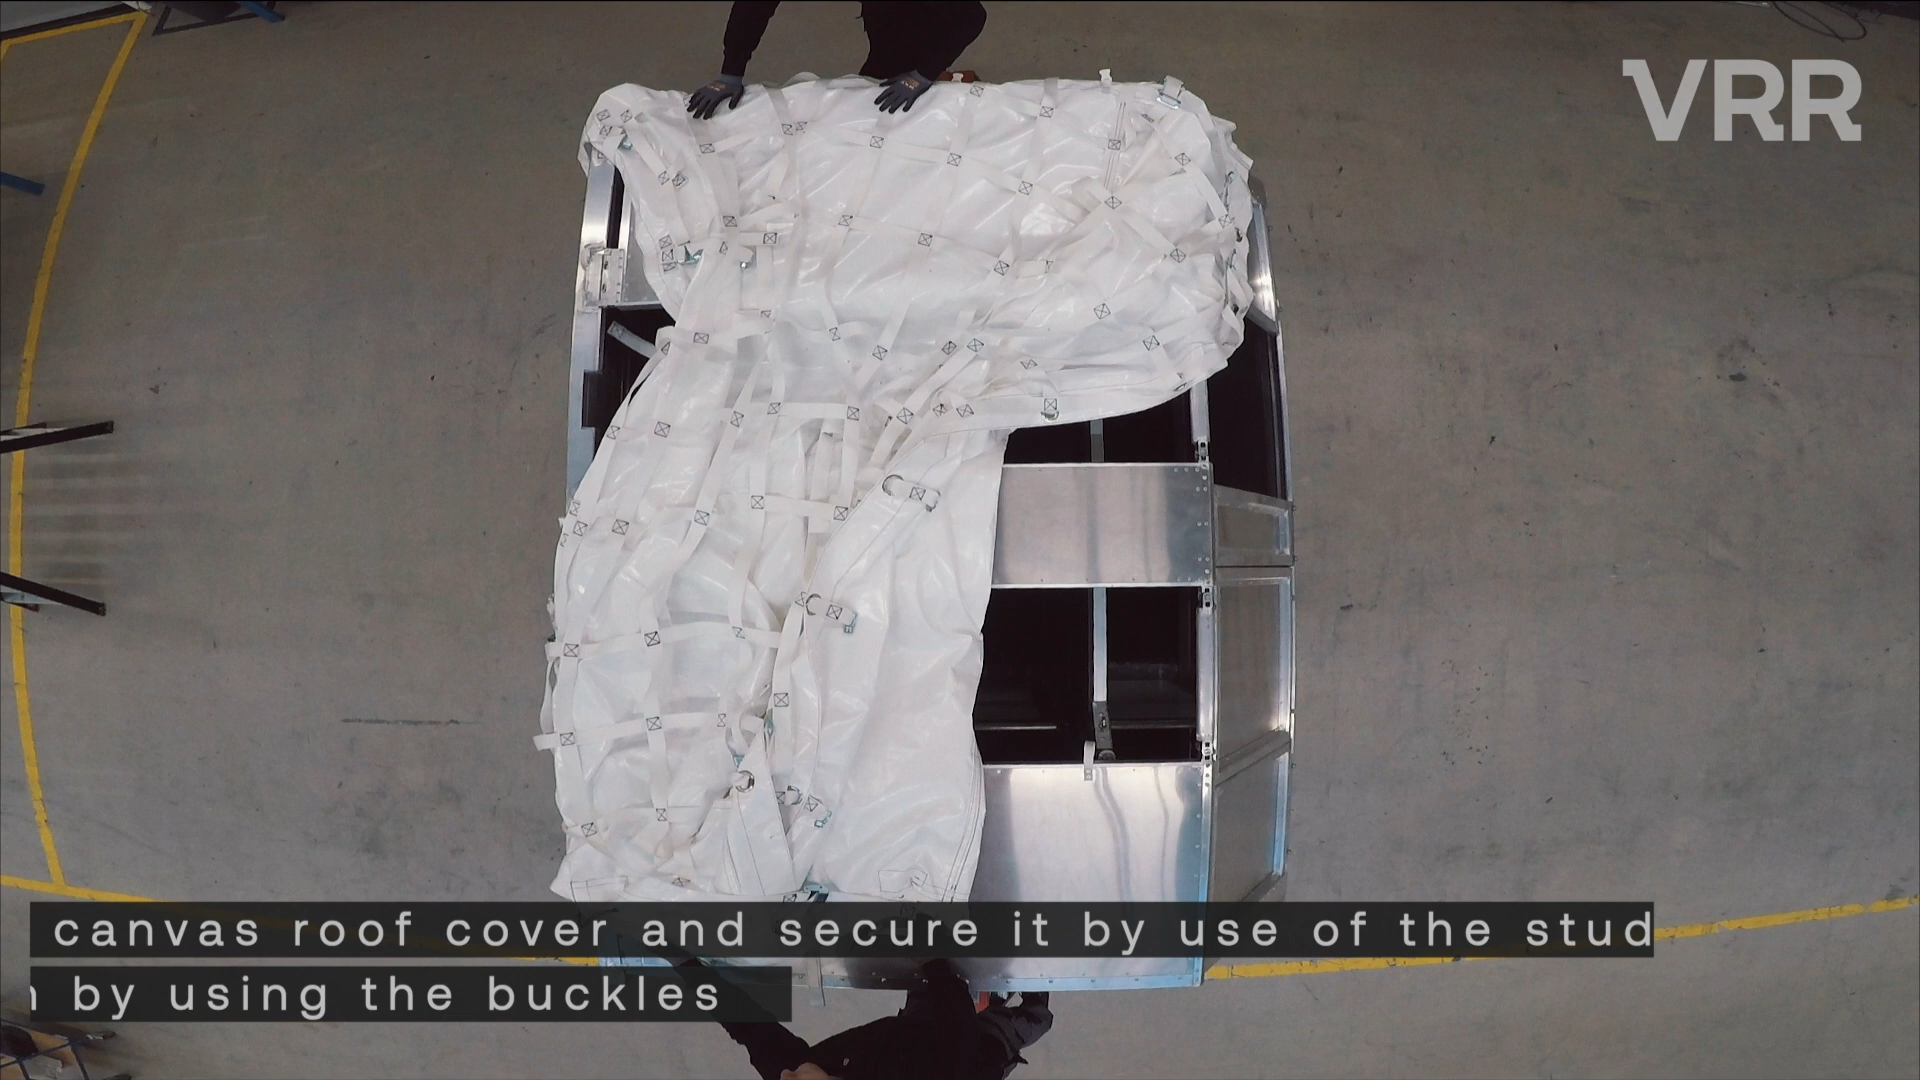 VRR
canvas roof cover and secure it by use of the stud
by using the buckles